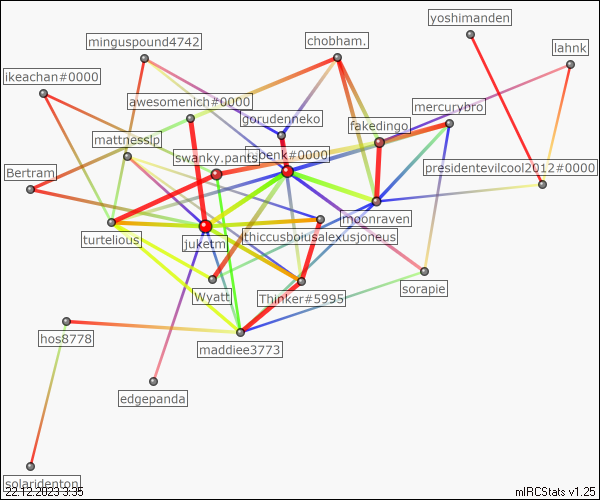 yoshimanden
minguspound4742
chobham.
lahnk
ikeachan#0000
awesomenich#0000
mercurybro
gorudenneko
fakedingo
mattnesslp
swanky.pants
benk#0000
Bertram
presidentevilcool2012#0000
moonraven
turtelious
juketm
thiccusboiusalexusjoneus
Wyatt
Thinker#5995
sorapie
hos8778
maddiee3773
edgepanda
solaridenton
22.12.2023 3:35
mIRCStats v1.25